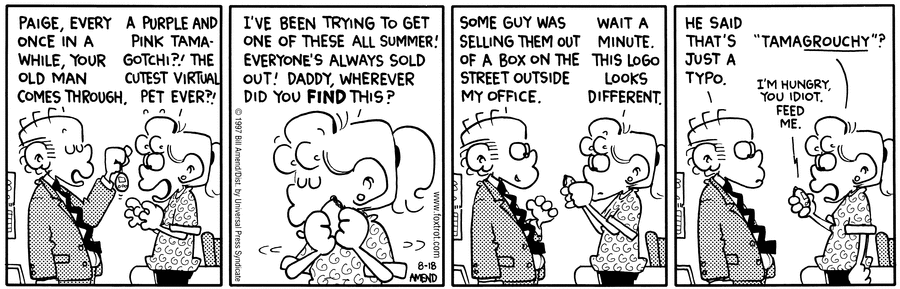 PAIGE, EVERY
ONCE IN A
WHILE, YOUR
OLD MAN
COMES THROUGH.
A PURPLE AND
PINK TAMA-
GOTCHI?! THE
CUTEST VIRTUAL
PET EVER?!
I'VE BEEN TRYING TO GET
ONE OF THESE ALL SUMMER!
EVERYONE'S ALWAYS SOLD
OUT! DADDY, WHEREVER
DID YOU FIND THIS?
© 1997 Bill Amend/Dist. by Universal Press Syndicate
www.foxtrot.com
8-18
AMEND
SOME GUY WAS
SELLING THEM OUT
OF A BOX ON THE
STREET OUTSIDE
MY OFFICE.
WAIT A
MINUTE.
THIS LOGO
LOOKS
DIFFERENT.
HE SAID
THAT'S
JUST A
TYPO.
"TAMAGROUCHY"?
I'M HUNGRY,
YOU IDIOT.
FEED
ME.